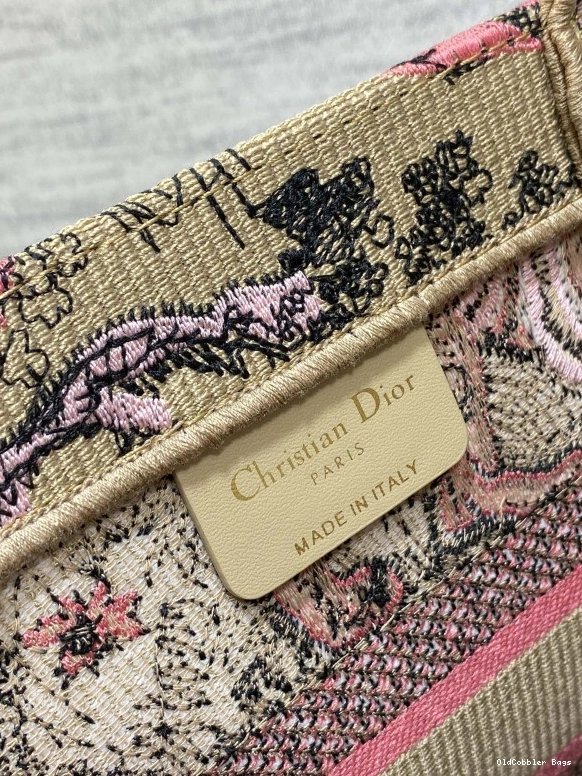 Christian Dior
PARIS
MADE IN ITALY
OldCobbler Bags